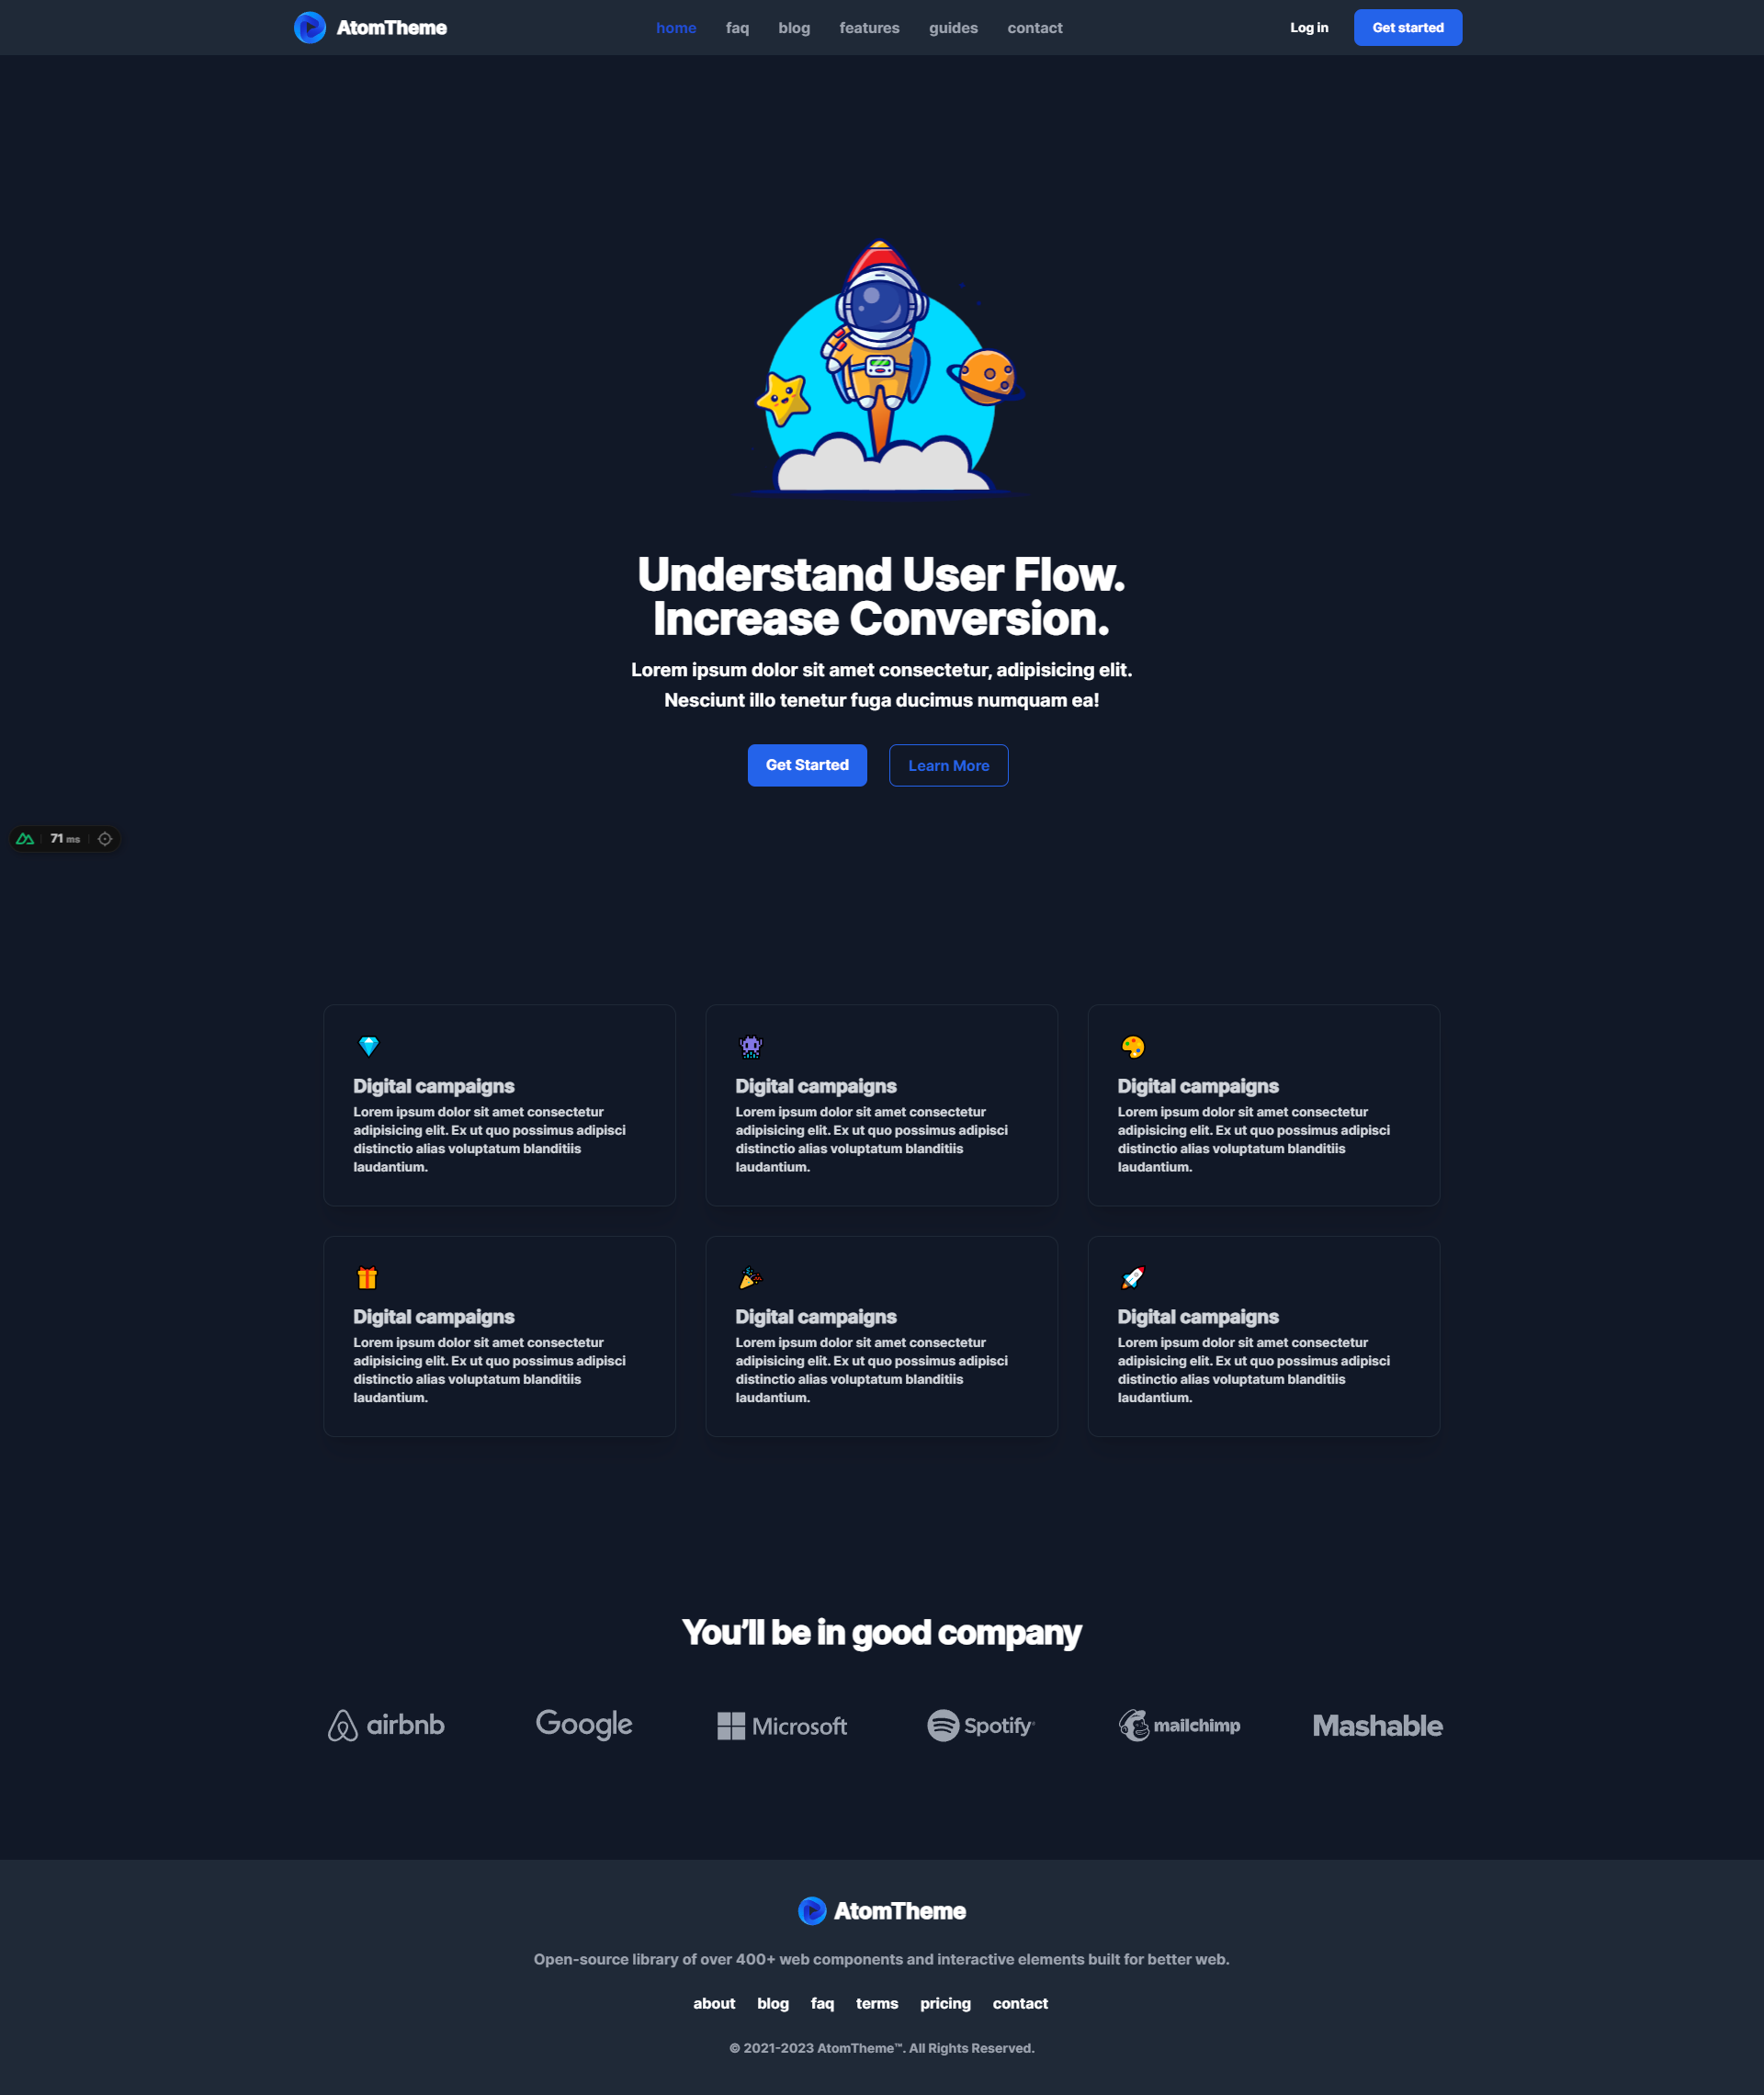 AtomTheme
home faq blog features guides contact
Log in Get started
Understand User Flow.
Increase Conversion.
Lorem ipsum dolor sit amet consectetur, adipisicing elit.
Nesciunt illo tenetur fuga ducimus numquam ea!
Get Started Learn More
71 ms
Digital campaigns
Lorem ipsum dolor sit amet consectetur
adipisicing elit. Ex ut quo possimus adipisci
distinctio alias voluptatum blanditiis
laudantium.
Digital campaigns
Lorem ipsum dolor sit amet consectetur
adipisicing elit. Ex ut quo possimus adipisci
distinctio alias voluptatum blanditiis
laudantium.
Digital campaigns
Lorem ipsum dolor sit amet consectetur
adipisicing elit. Ex ut quo possimus adipisci
distinctio alias voluptatum blanditiis
laudantium.
Digital campaigns
Lorem ipsum dolor sit amet consectetur
adipisicing elit. Ex ut quo possimus adipisci
distinctio alias voluptatum blanditiis
laudantium.
Digital campaigns
Lorem ipsum dolor sit amet consectetur
adipisicing elit. Ex ut quo possimus adipisci
distinctio alias voluptatum blanditiis
laudantium.
Digital campaigns
Lorem ipsum dolor sit amet consectetur
adipisicing elit. Ex ut quo possimus adipisci
distinctio alias voluptatum blanditiis
laudantium.
You’ll be in good company
airbnb Google Microsoft Spotify® mailchimp Mashable
AtomTheme
Open-source library of over 400+ web components and interactive elements built for better web.
about blog faq terms pricing contact
© 2021-2023 AtomTheme™. All Rights Reserved.